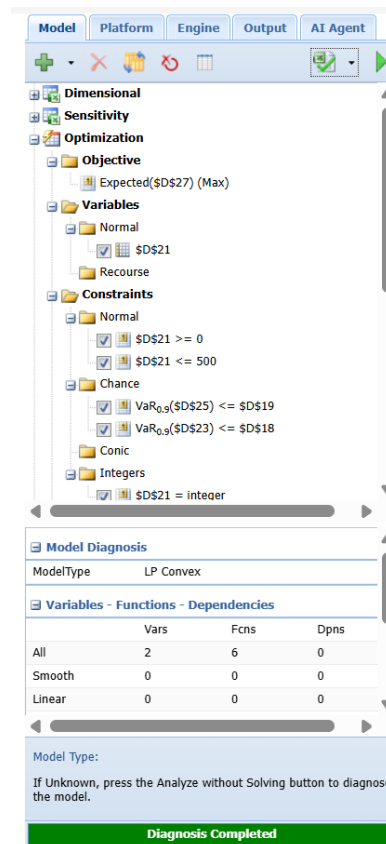 Model Platform Engine Output AI Agent
Dimensional
Sensitivity
Optimization
Objective
Expected($D$27) (Max)
Variables
Normal
$D$21
Recourse
Constraints
Normal
$D$21 >= 0
$D$21 <= 500
Chance
VaR0.9($D$25) <= $D$19
VaR0.9($D$23) <= $D$18
Conic
Integers
$D$21 = integer
Model Diagnosis
ModelType LP Convex
Variables - Functions - Dependencies
Vars Fcns Dpns
All 2 6 0
Smooth 0 0 0
Linear 0 0 0
Model Type:
If Unknown, press the Analyze without Solving button to diagnose
the model.
Diagnosis Completed